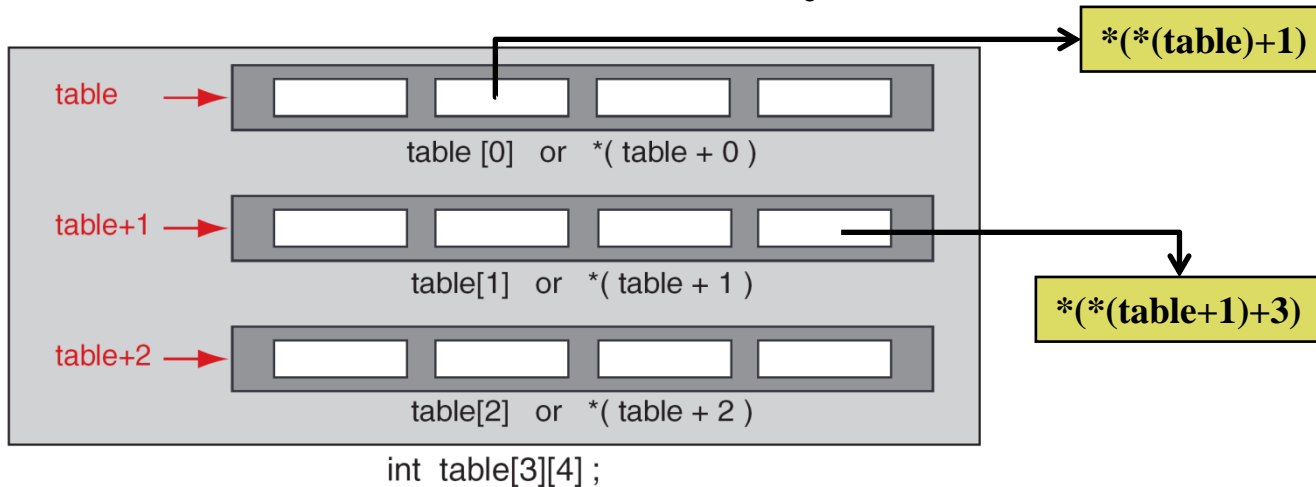 *(*(table)+1)
table
table [0] or *( table + 0 )
table+1
table[1] or *( table + 1 )
*(*(table+1)+3)
table+2
table[2] or *( table + 2 )
int table[3][4] ;